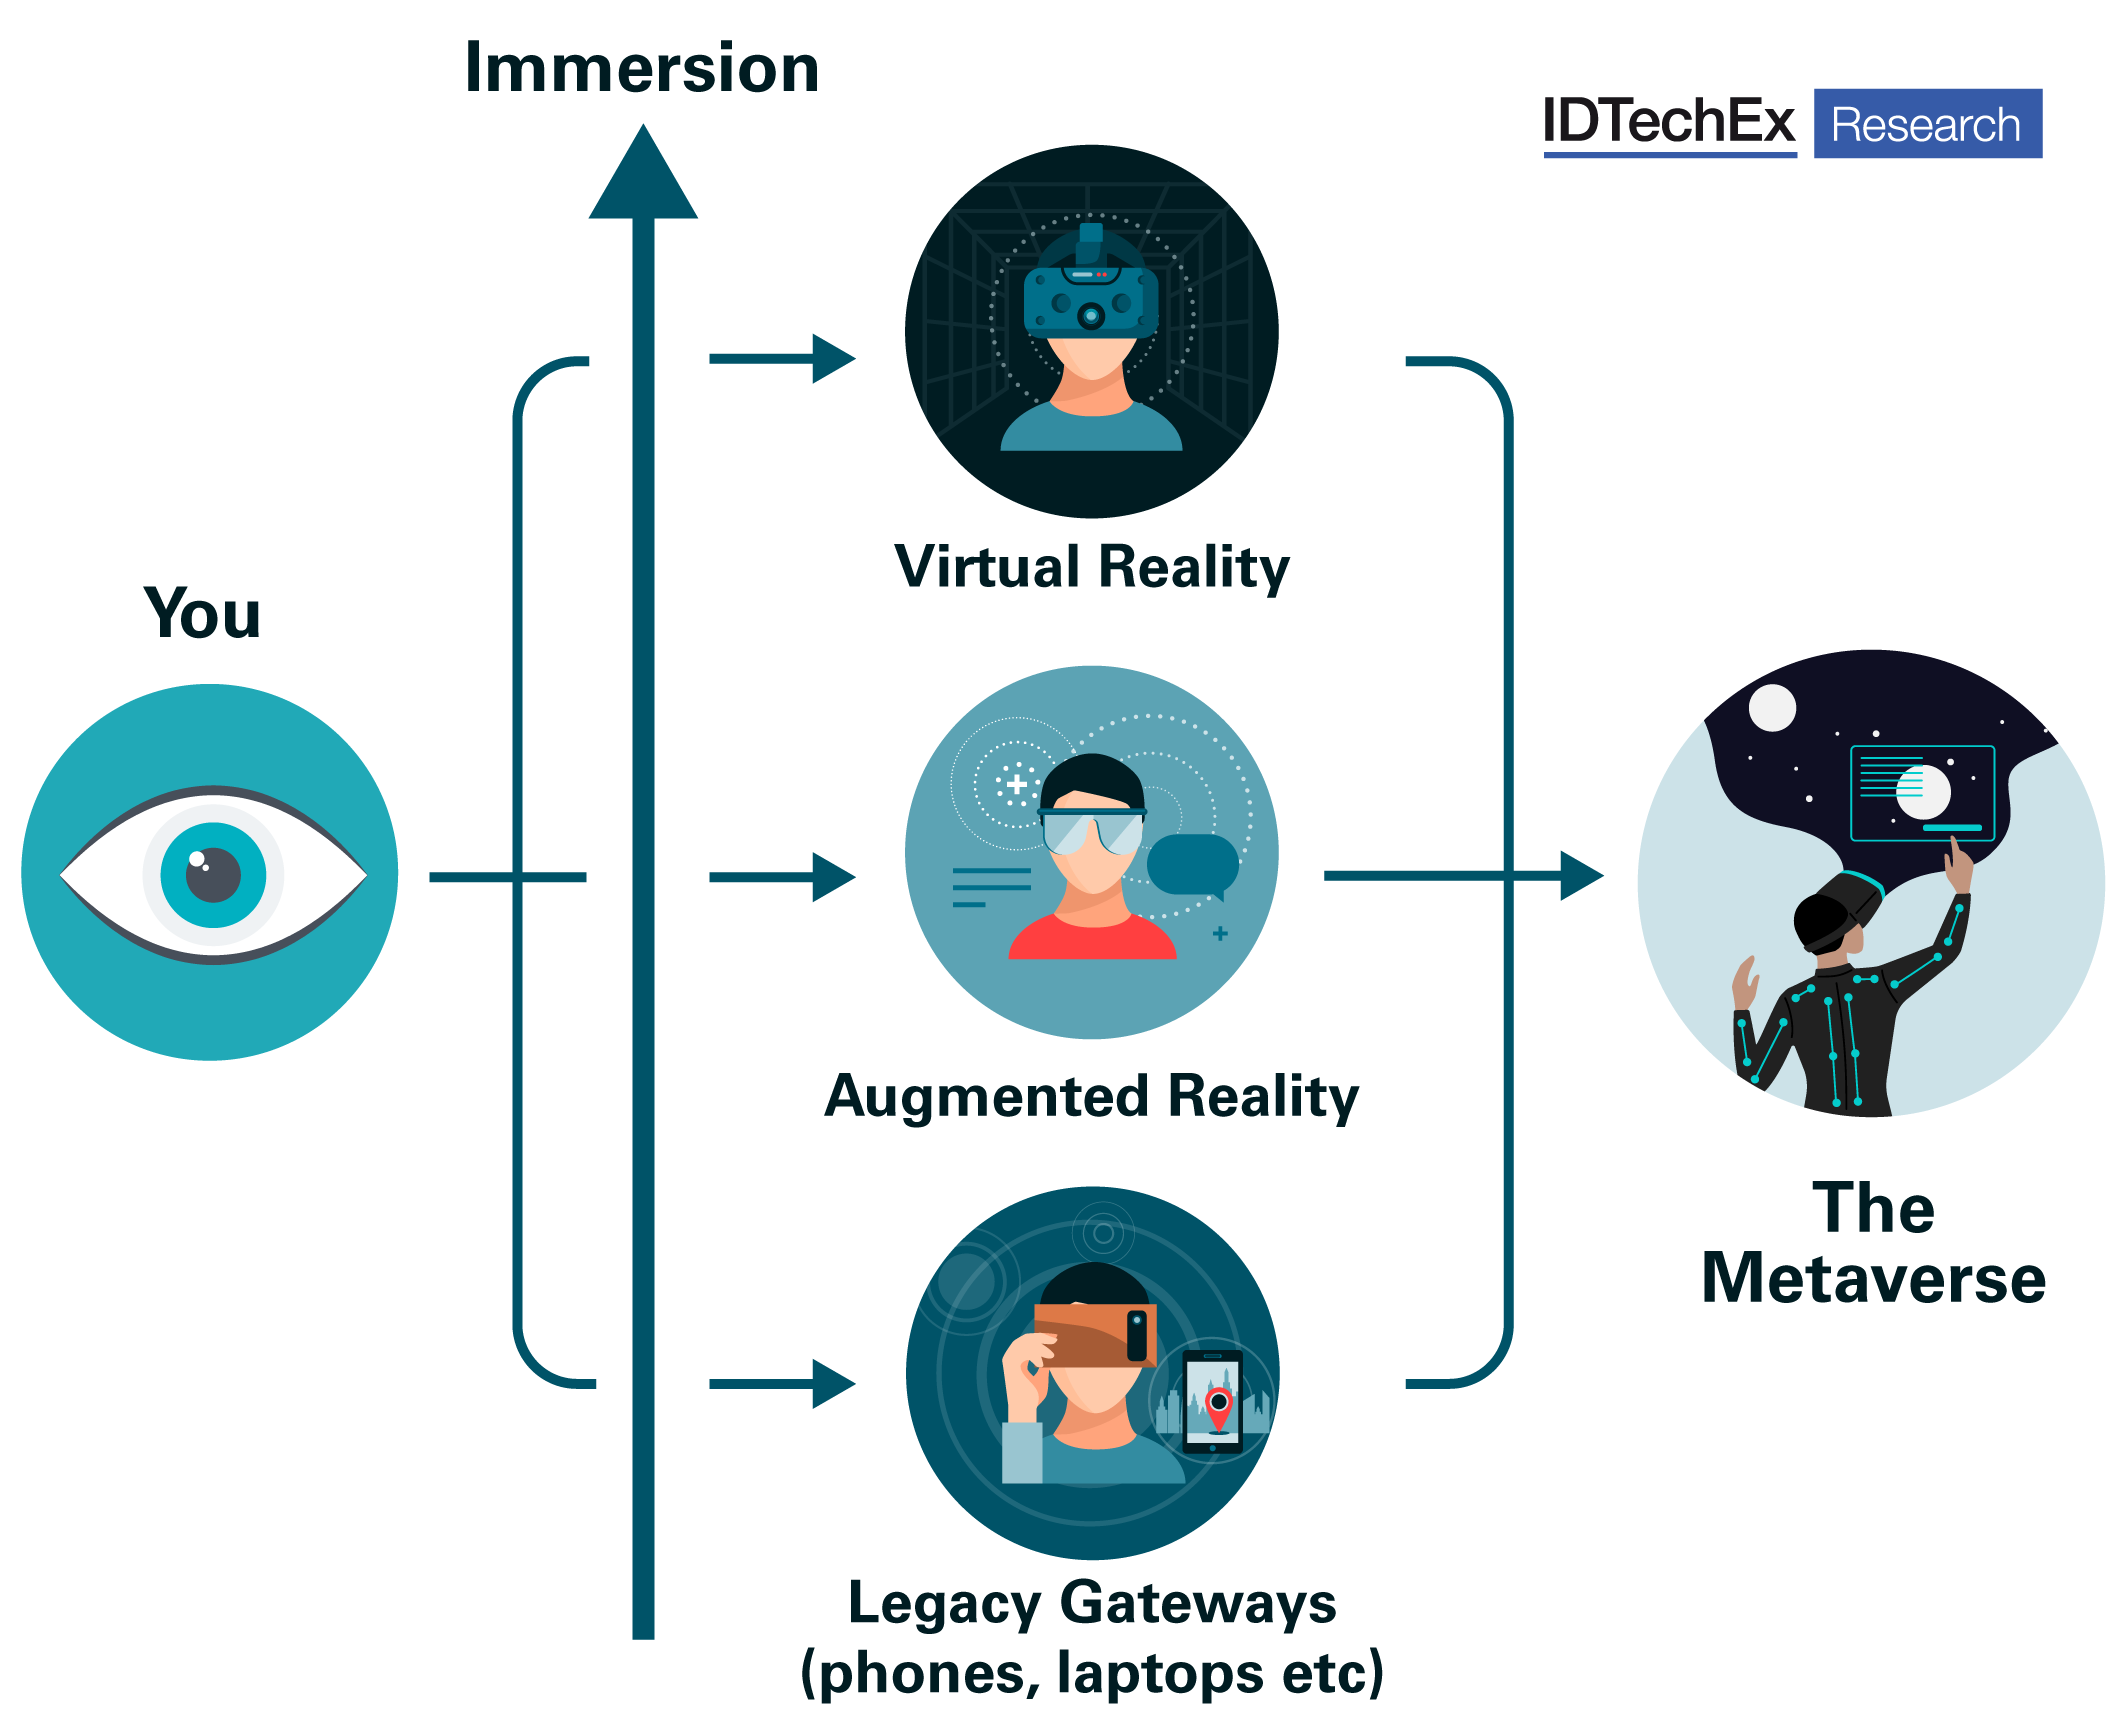 Immersion
IDTechEx Research
Virtual Reality
You
Augmented Reality
The
Metaverse
Legacy Gateways
(phones, laptops etc)